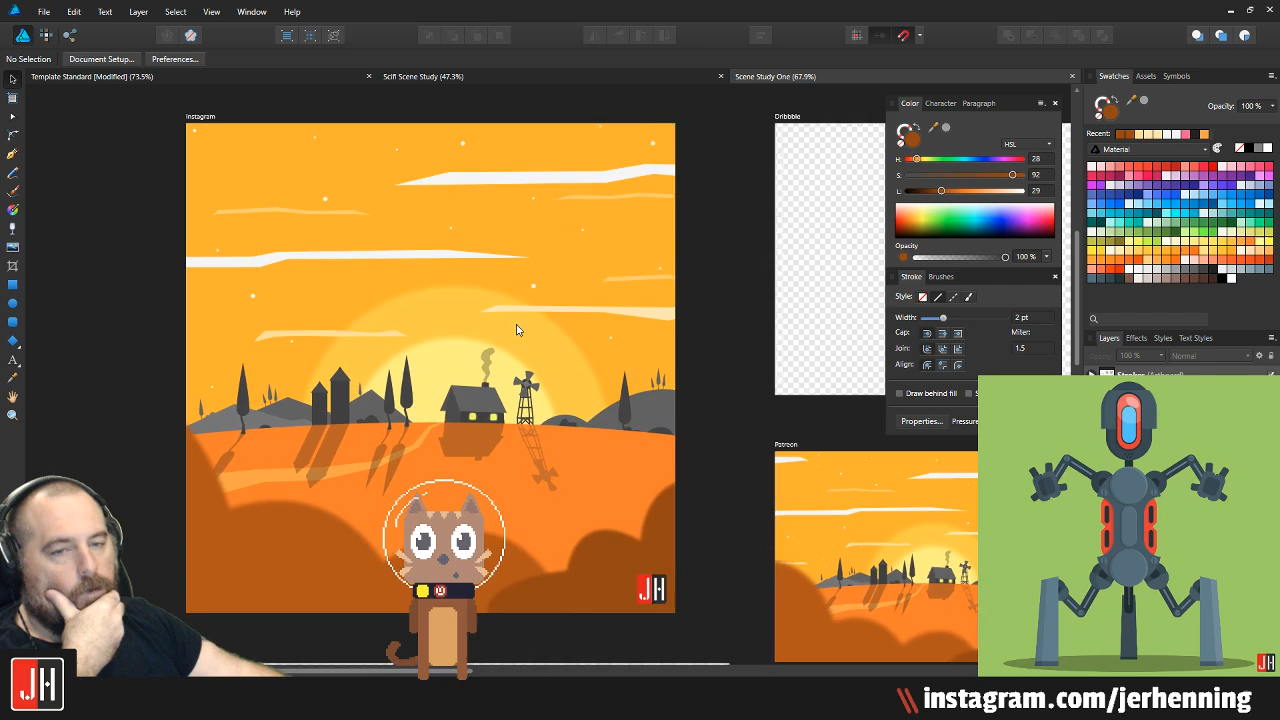 File Edit Text Layer Select View Window Help
No Selection Document Setup... Preferences...
Template Standard [Modified] (73.5%) Scifi Scene Study (47.3%) Scene Study One (67.9%)
Swatches Assets Symbols
Opacity: 100 %
Recent:
Material
Instagram
Dribbble
Patreon
Color Character Paragraph
HSL
H: 28
S: 92
L: 29
Opacity
100 %
Stroke Brushes
Style:
Width: 2 pt
Cap: Miter:
Join: 1.5
Align:
Draw behind fill
Properties... Pressure
Layers Effects Styles Text Styles
Opacity: 100 % Normal
JH
JH
JH
instagram.com/jerhenning